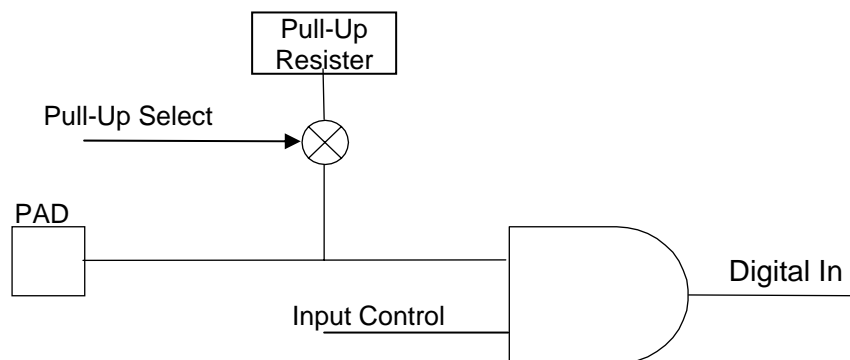 Pull-Up
Resister
Pull-Up Select
PAD
Digital In
Input Control